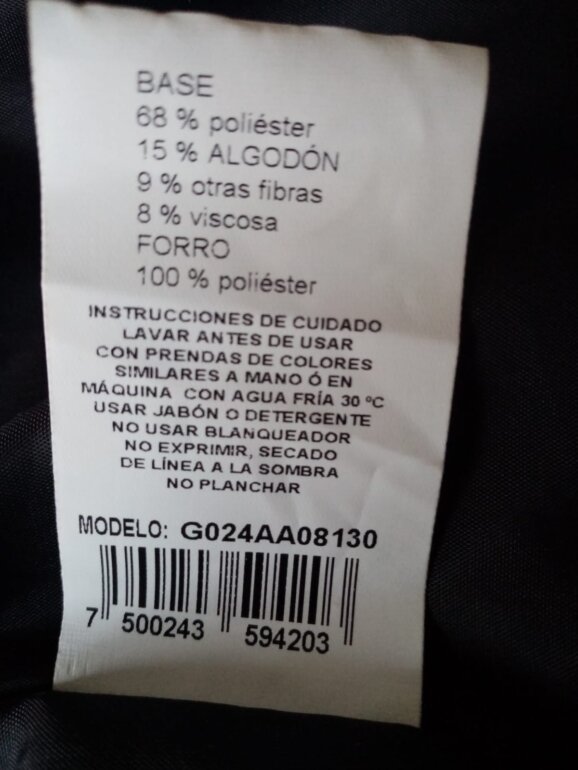 BASE
68 % poliéster
15 % ALGODÓN
9 % otras fibras
8 % viscosa
FORRO
100 % poliéster
INSTRUCCIONES DE CUIDADO
LAVAR ANTES DE USAR
CON PRENDAS DE COLORES
SIMILARES A MANO Ó EN
MÁQUINA CON AGUA FRÍA 30 ºC
USAR JABÓN O DETERGENTE
NO USAR BLANQUEADOR
NO EXPRIMIR, SECADO
DE LÍNEA A LA SOMBRA
NO PLANCHAR
MODELO: G024AA08130
7 500243 594203